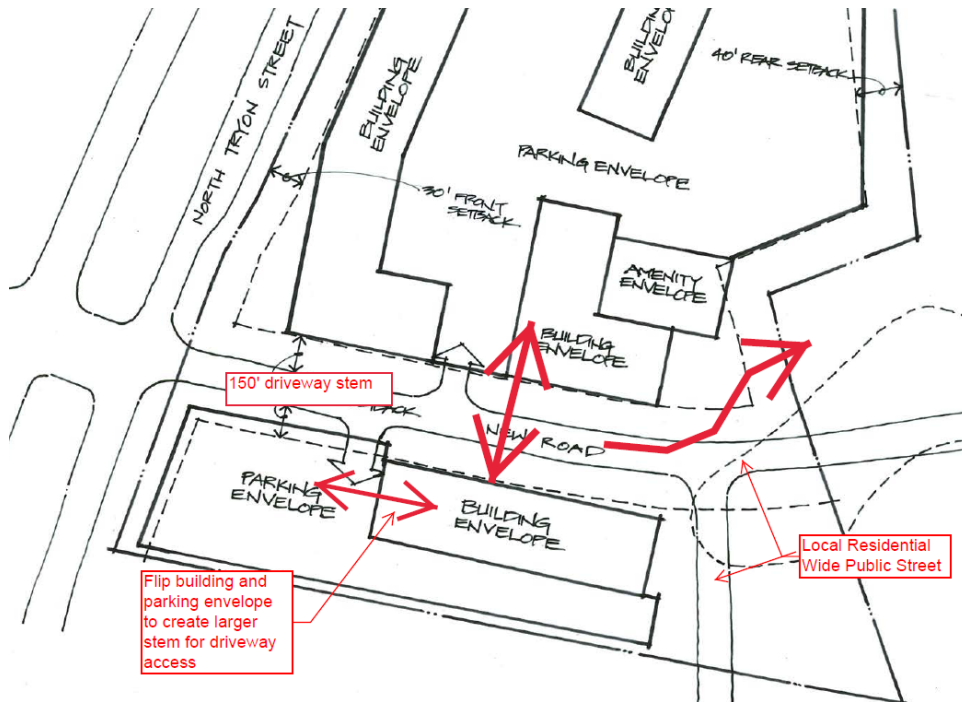 NORTH TRYON STREET
BUILDING
ENVELOPE
BUILDING
ENVELOPE
40' REAR SETBACK
PARKING ENVELOPE
30' FRONT
SETBACK
AMENITY
ENVELOPE
BUILDING
ENVELOPE
150' driveway stem
NEW ROAD
PARKING
ENVELOPE
BUILDING
ENVELOPE
Local Residential
Wide Public Street
Flip building and
parking envelope
to create larger
stem for driveway
access